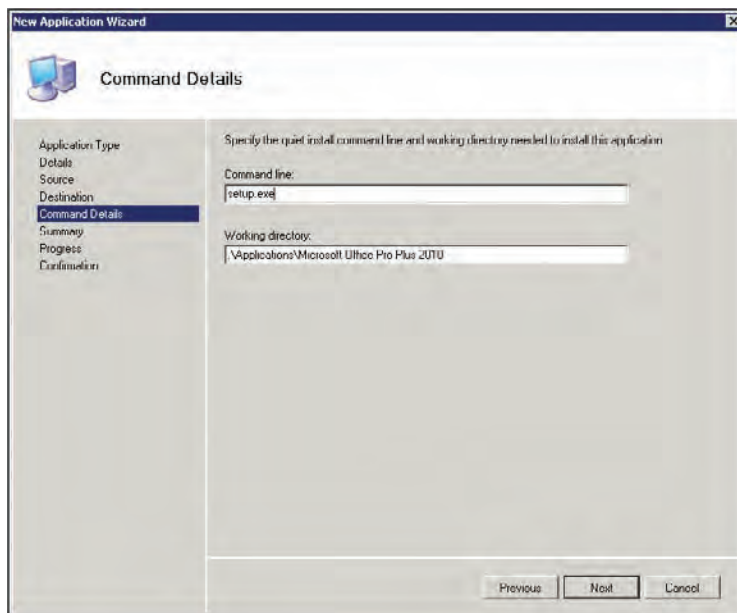 New Application Wizard
Command Details
Application Type
Details
Source
Destination
Command Details
Summary
Progress
Confirmation
Specify the quiet install command line and working directory needed to install this application
Command line:
setup.exe
Working directory:
.\Applications\Microsoft Office Pro Plus 2010
Previous
Next
Cancel